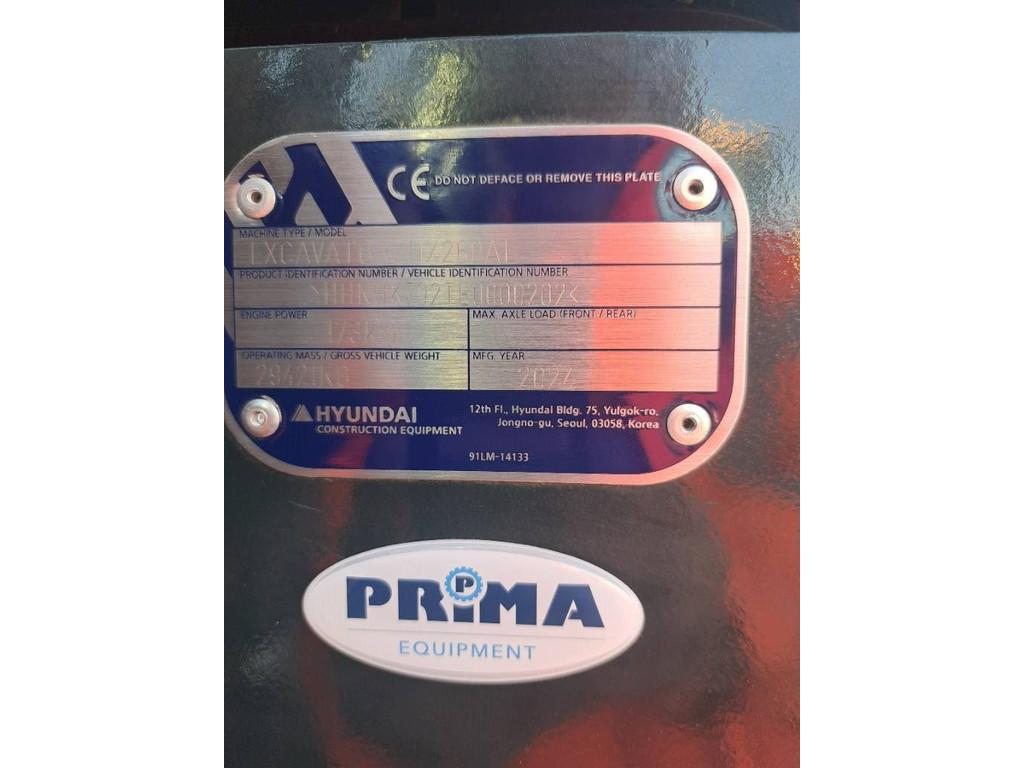 CE DO NOT DEFACE OR REMOVE THIS PLATE
MACHINE TYPE / MODEL
PRODUCT IDENTIFICATION NUMBER / VEHICLE IDENTIFICATION NUMBER
ENGINE POWER
MAX. AXLE LOAD (FRONT / REAR)
OPERATING MASS / GROSS VEHICLE WEIGHT
MFG. YEAR
2024
HYUNDAI
CONSTRUCTION EQUIPMENT
12th Fl., Hyundai Bldg. 75, Yulgok-ro,
Jongno-gu, Seoul, 03058, Korea
91LM-14133
P
PRiMA
EQUIPMENT